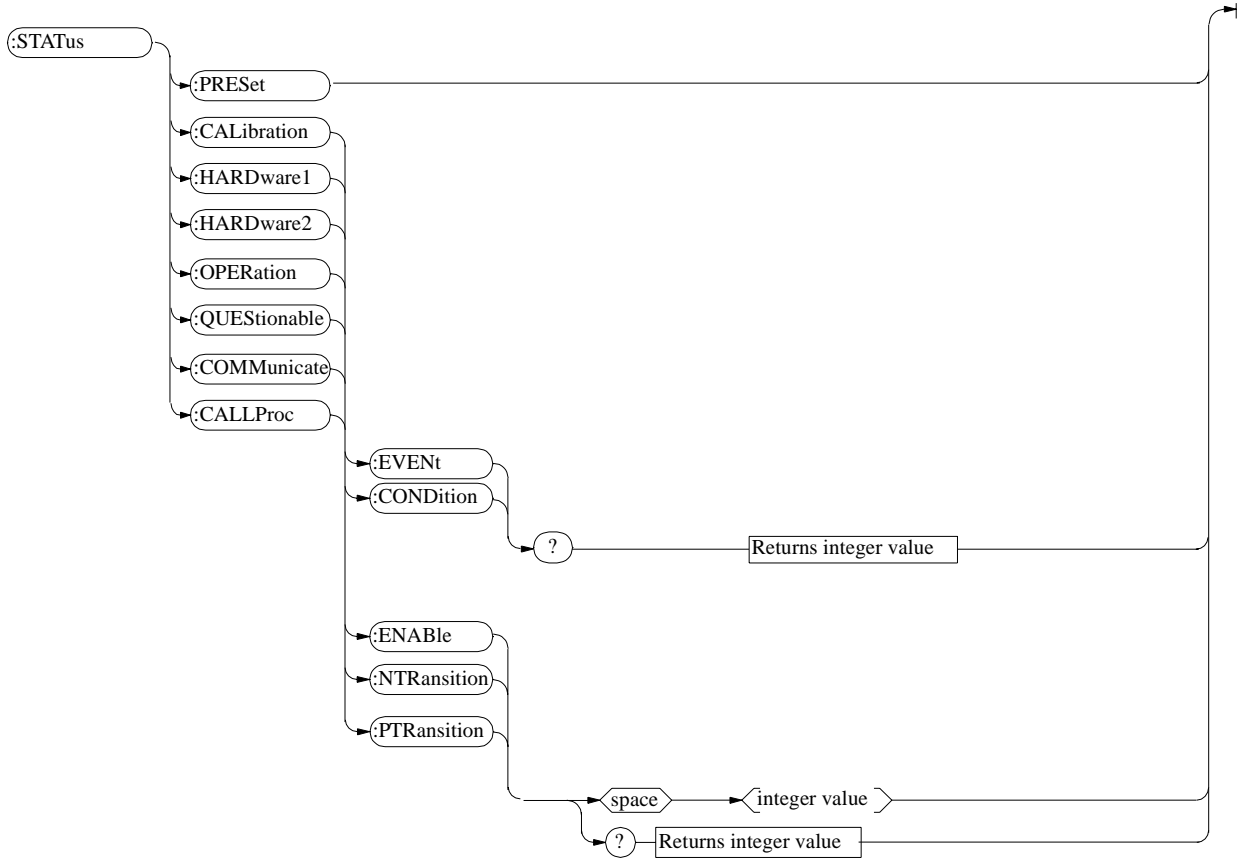 :STATus
:PRESet
:CALibration
:HARDware1
:HARDware2
:OPERation
:QUEStionable
:COMMunicate
:CALLProc
:EVENt
:CONDition
?
Returns integer value
:ENABle
:NTRansition
:PTRansition
space
integer value
?
Returns integer value